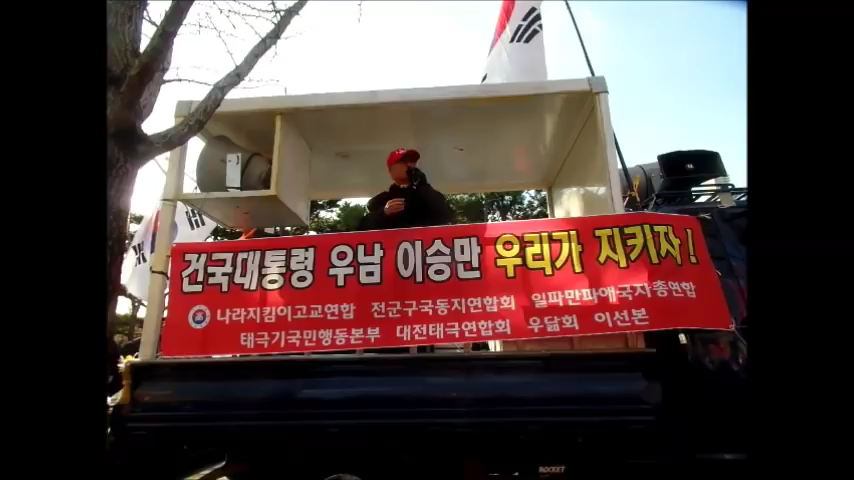 건국대통령 우남 이승만 우리가 지키자!
나라지킴이고교연합 전군구국동지연합회 일파만파애국자총연합
태극기국민행동본부 대전태극연합회 우담회 이선본
ROCKET